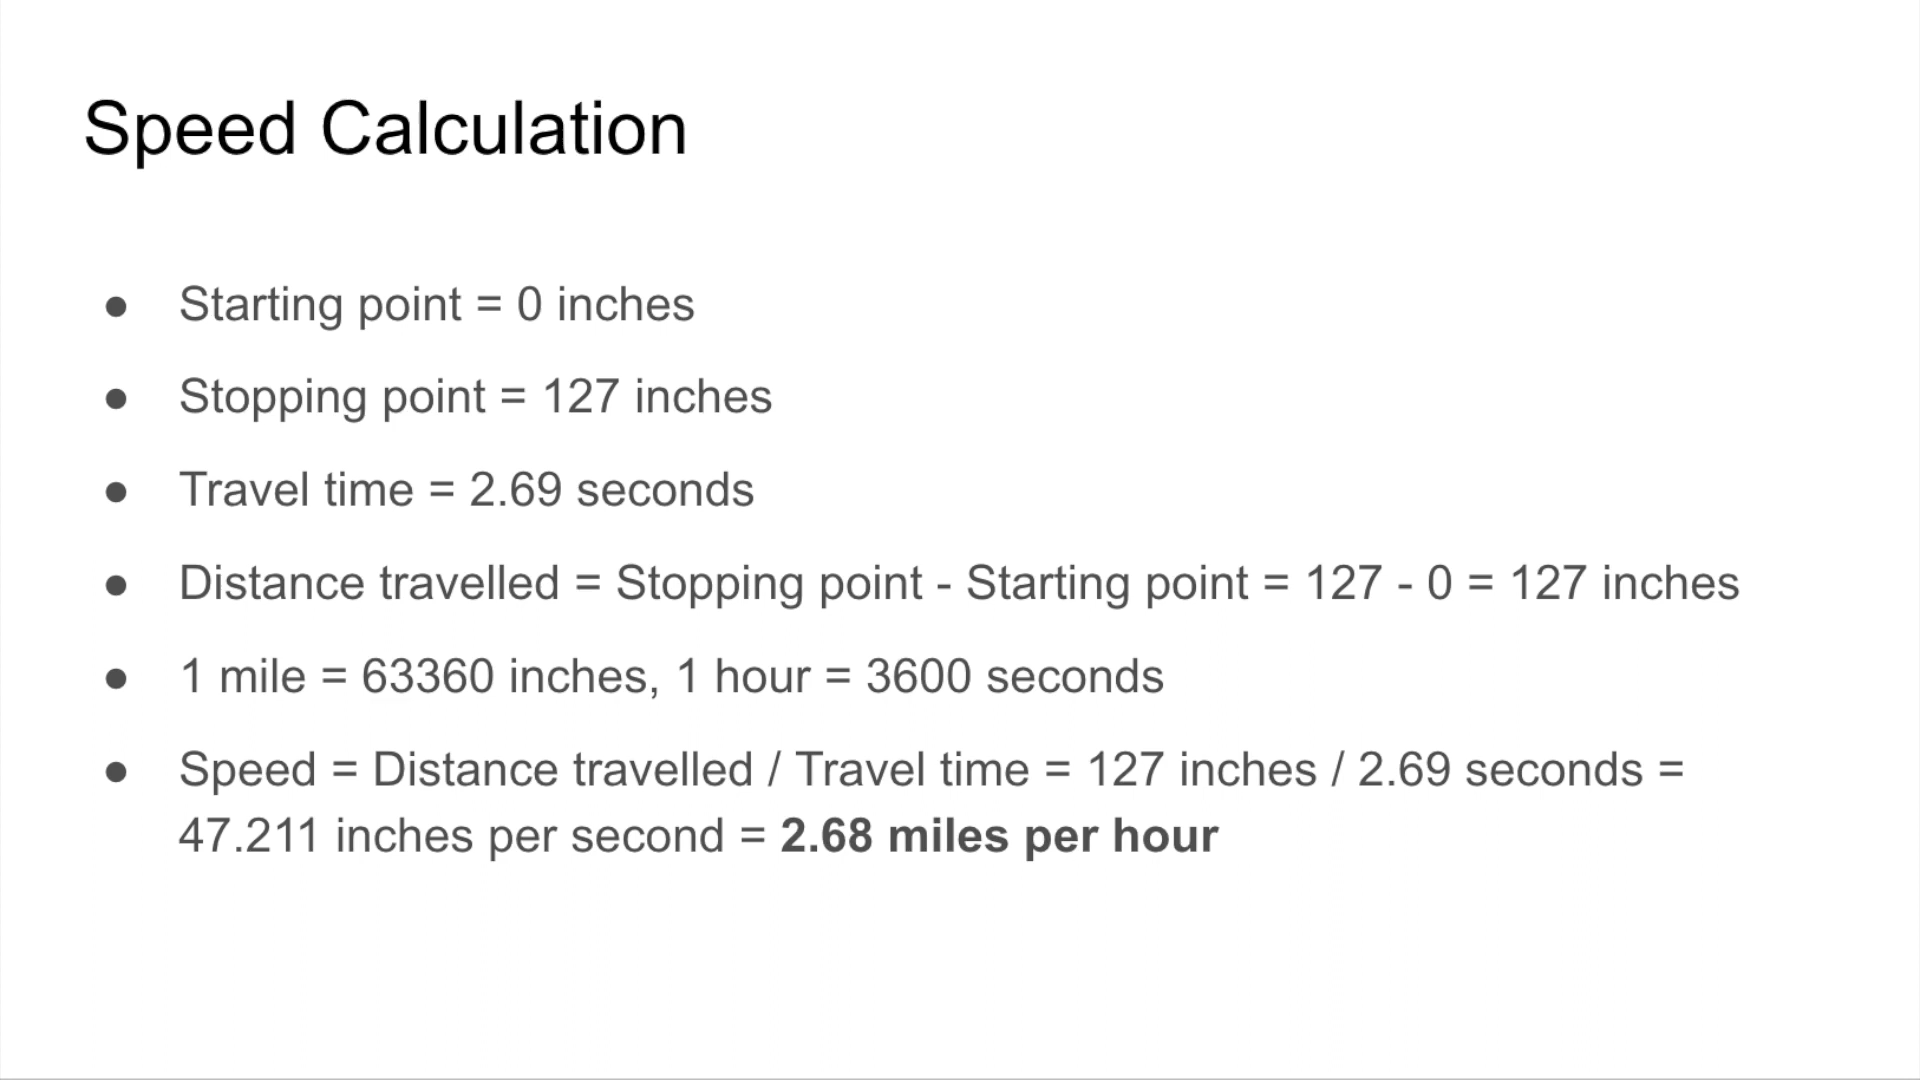 Speed Calculation
● Starting point = 0 inches
● Stopping point = 127 inches
● Travel time = 2.69 seconds
● Distance travelled = Stopping point - Starting point = 127 - 0 = 127 inches
● 1 mile = 63360 inches, 1 hour = 3600 seconds
● Speed = Distance travelled / Travel time = 127 inches / 2.69 seconds =
47.211 inches per second = 2.68 miles per hour